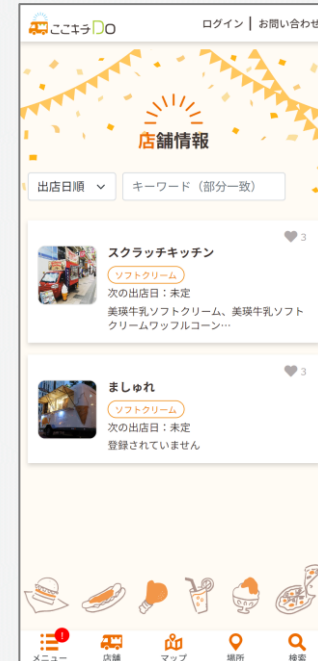 ここキラDO
ログイン | お問い合わせ
店舗情報
出店日順
キーワード（部分一致）
3
スクラッチキッチン
ソフトクリーム
次の出店日：未定
美瑛牛乳ソフトクリーム、美瑛牛乳ソフト
クリームワッフルコーン…
3
ましゅれ
ソフトクリーム
次の出店日：未定
登録されていません
!
メニュー
店舗
マップ
場所
検索